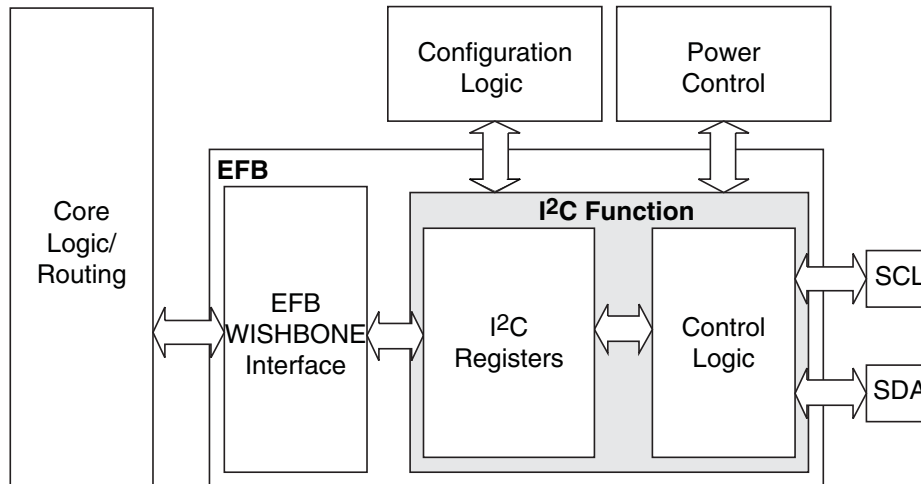 Configuration
Logic
Power
Control
EFB
Core
Logic/
Routing
I²C Function
EFB
WISHBONE
Interface
I²C
Registers
Control
Logic
SCL
SDA